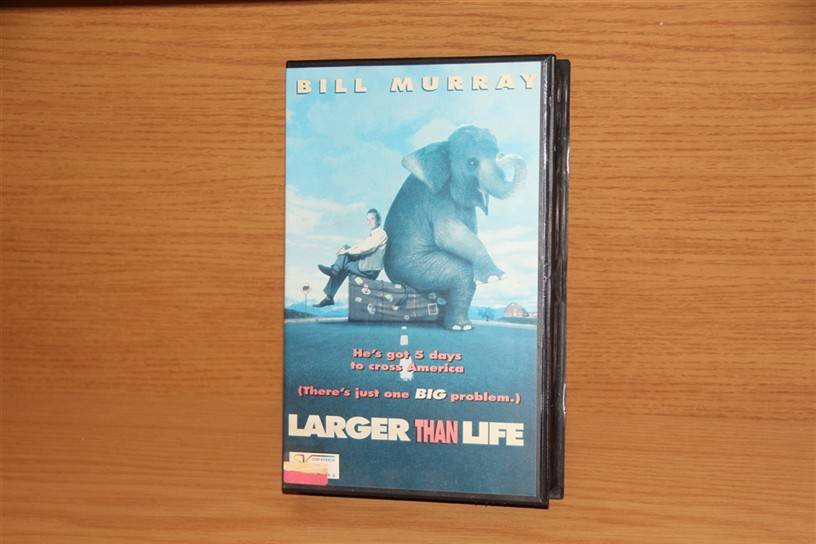 BILL MURRAY
He's got 5 days
to cross America
(There's just one BIG problem.)
LARGER THAN LIFE